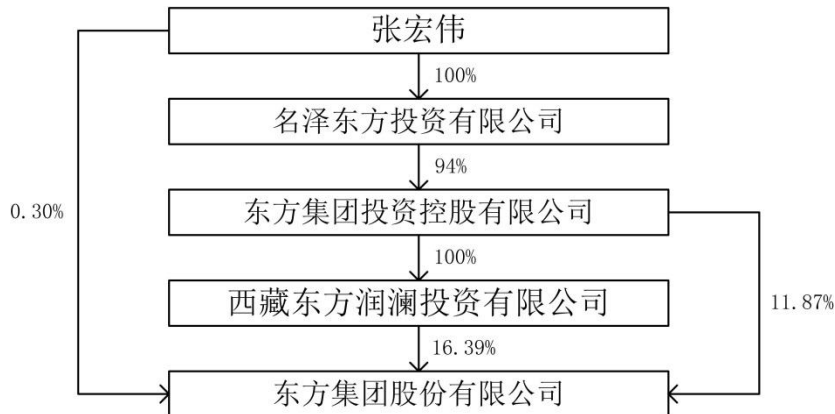 张宏伟
100%
名泽东方投资有限公司
94%
0.30%
东方集团投资控股有限公司
100%
西藏东方润澜投资有限公司
11.87%
16.39%
东方集团股份有限公司